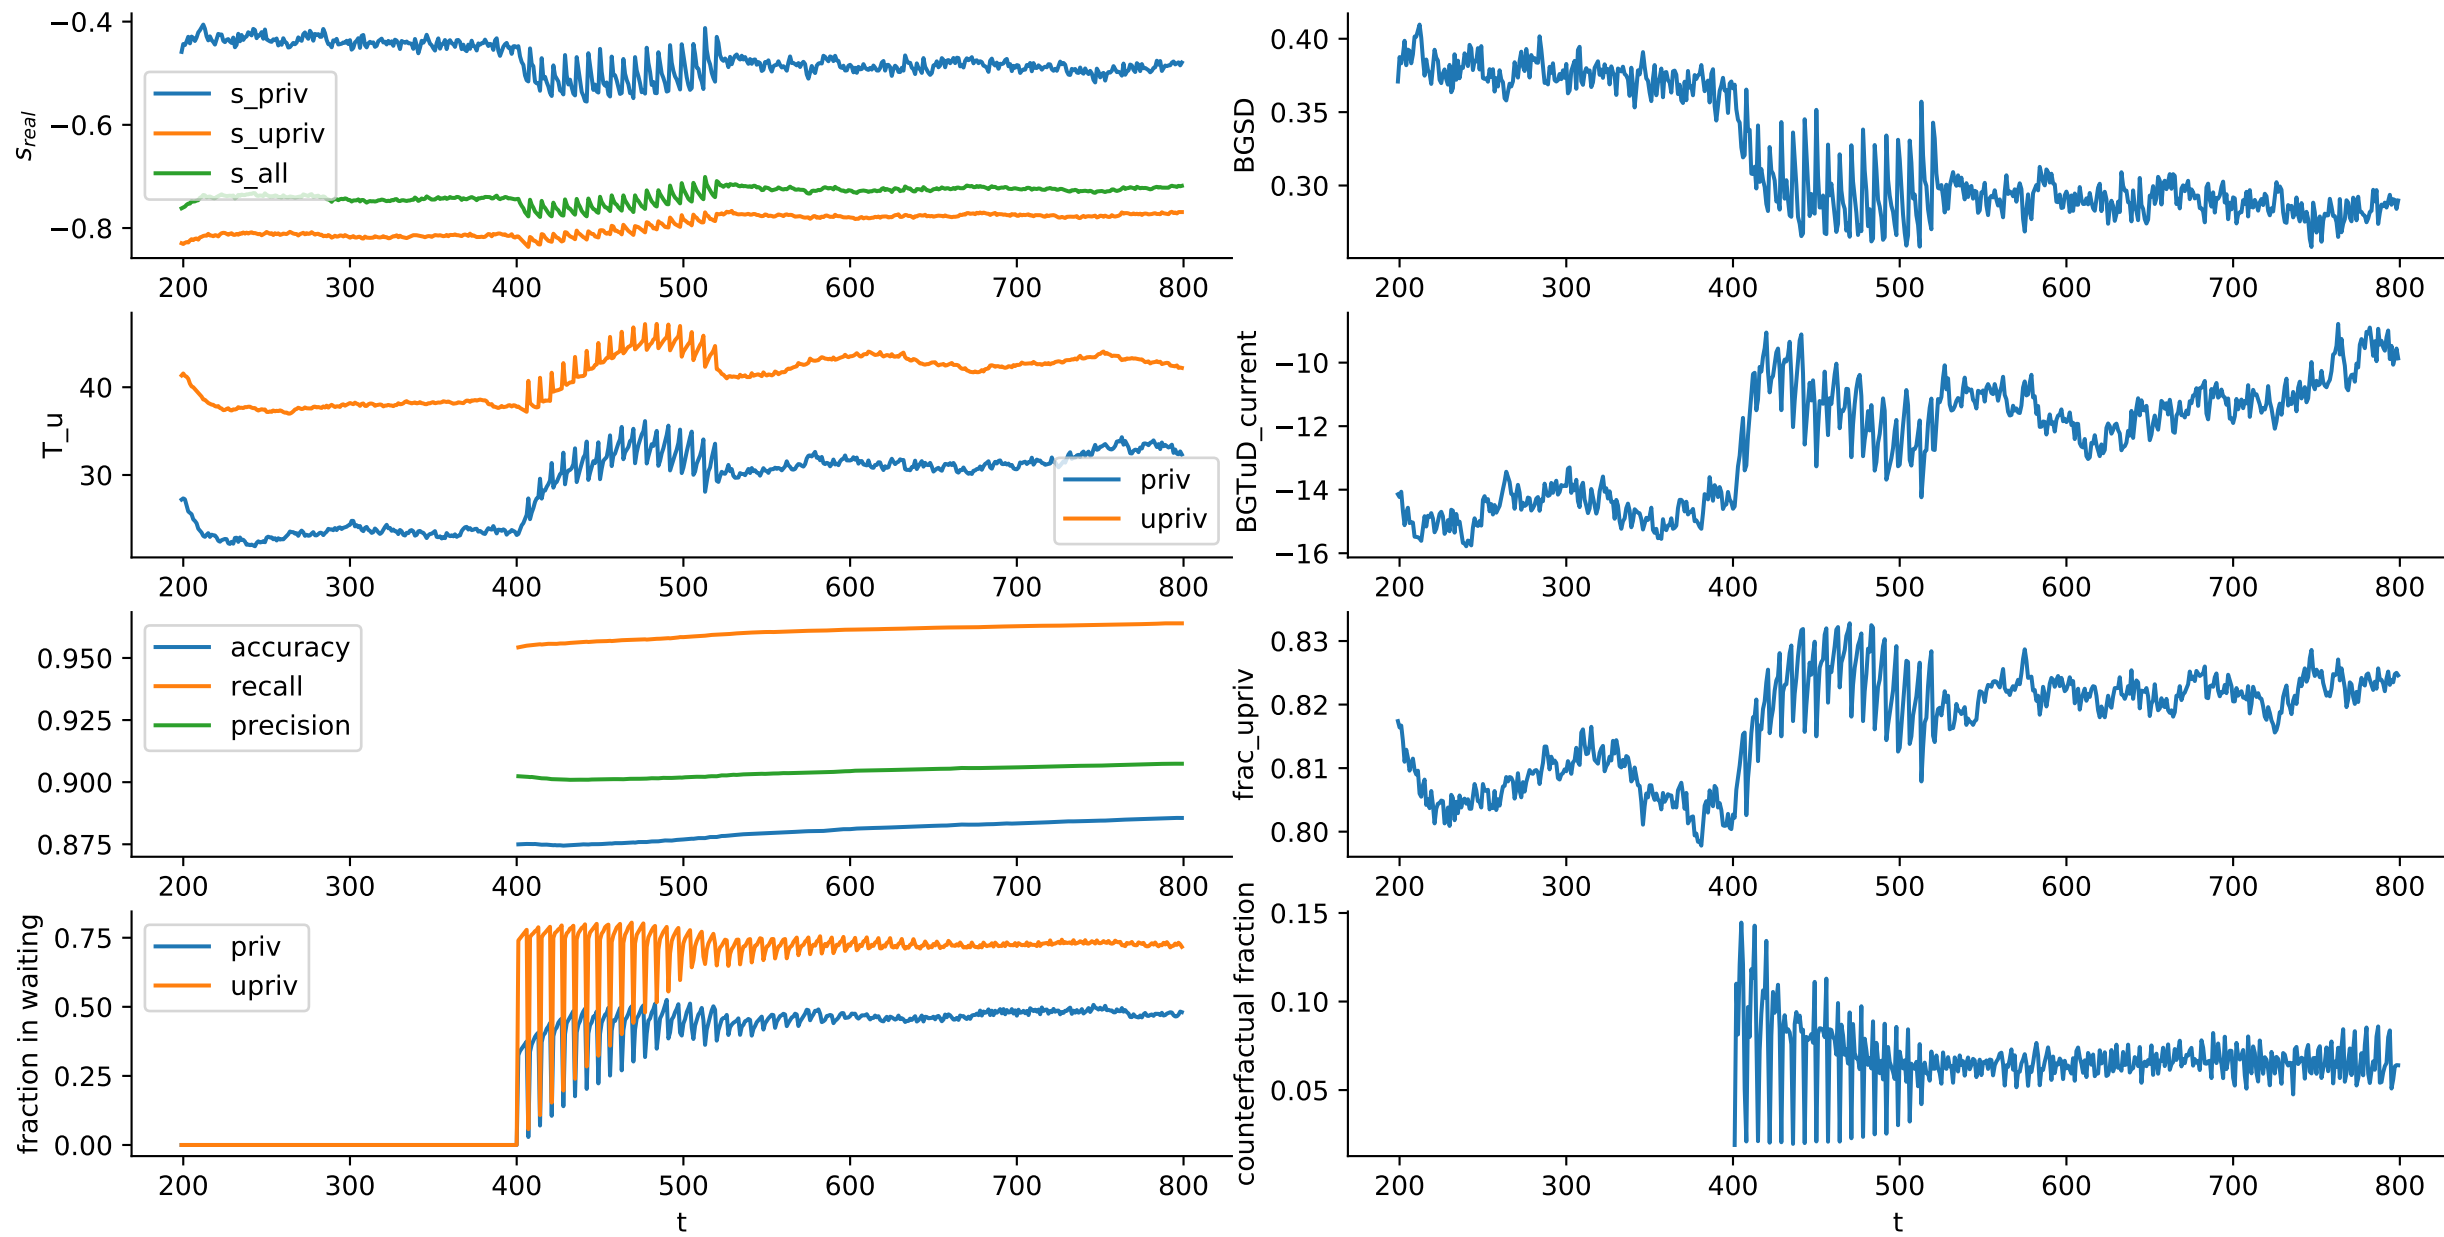 −0.4
−0.6
−0.8
s_real
s_priv
s_upriv
s_all
200 300 400 500 600 700 800
0.40
0.35
0.30
BGSD
200 300 400 500 600 700 800
40
30
T_u
priv
upriv
200 300 400 500 600 700 800
−10
−12
−14
−16
BGTuD_current
200 300 400 500 600 700 800
0.950
0.925
0.900
0.875
accuracy
recall
precision
200 300 400 500 600 700 800
0.83
0.82
0.81
0.80
frac_upriv
200 300 400 500 600 700 800
0.75
0.50
0.25
0.00
fraction in waiting
priv
upriv
200 300 400 500 600 700 800
t
0.15
0.10
0.05
counterfactual fraction
200 300 400 500 600 700 800
t